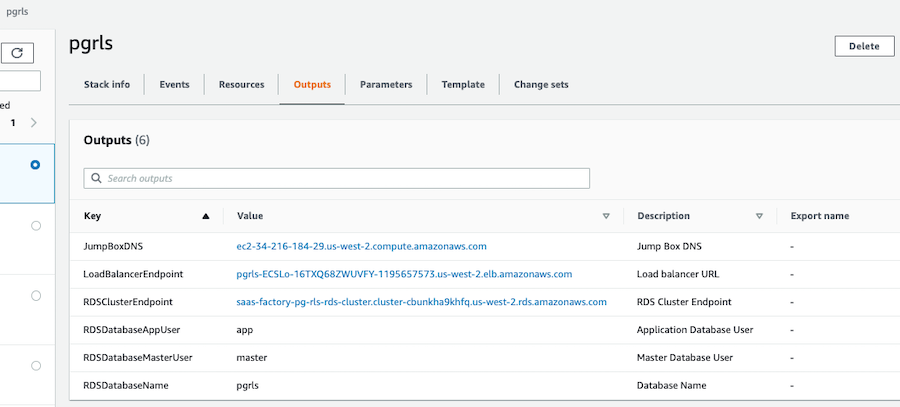 pgrls
pgrls
Delete
Stack info Events Resources Outputs Parameters Template Change sets
ed
1
Outputs (6)
Search outputs
Key Value Description Export name
JumpBoxDNS ec2-34-216-184-29.us-west-2.compute.amazonaws.com Jump Box DNS -
LoadBalancerEndpoint pgrls-ECSLo-16TXQ68ZWUVFY-1195657573.us-west-2.elb.amazonaws.com Load balancer URL -
RDSClusterEndpoint saas-factory-pg-rls-rds-cluster.cluster-cbunkha9khfq.us-west-2.rds.amazonaws.com RDS Cluster Endpoint -
RDSDatabaseAppUser app Application Database User -
RDSDatabaseMasterUser master Master Database User -
RDSDatabaseName pgrls Database Name -